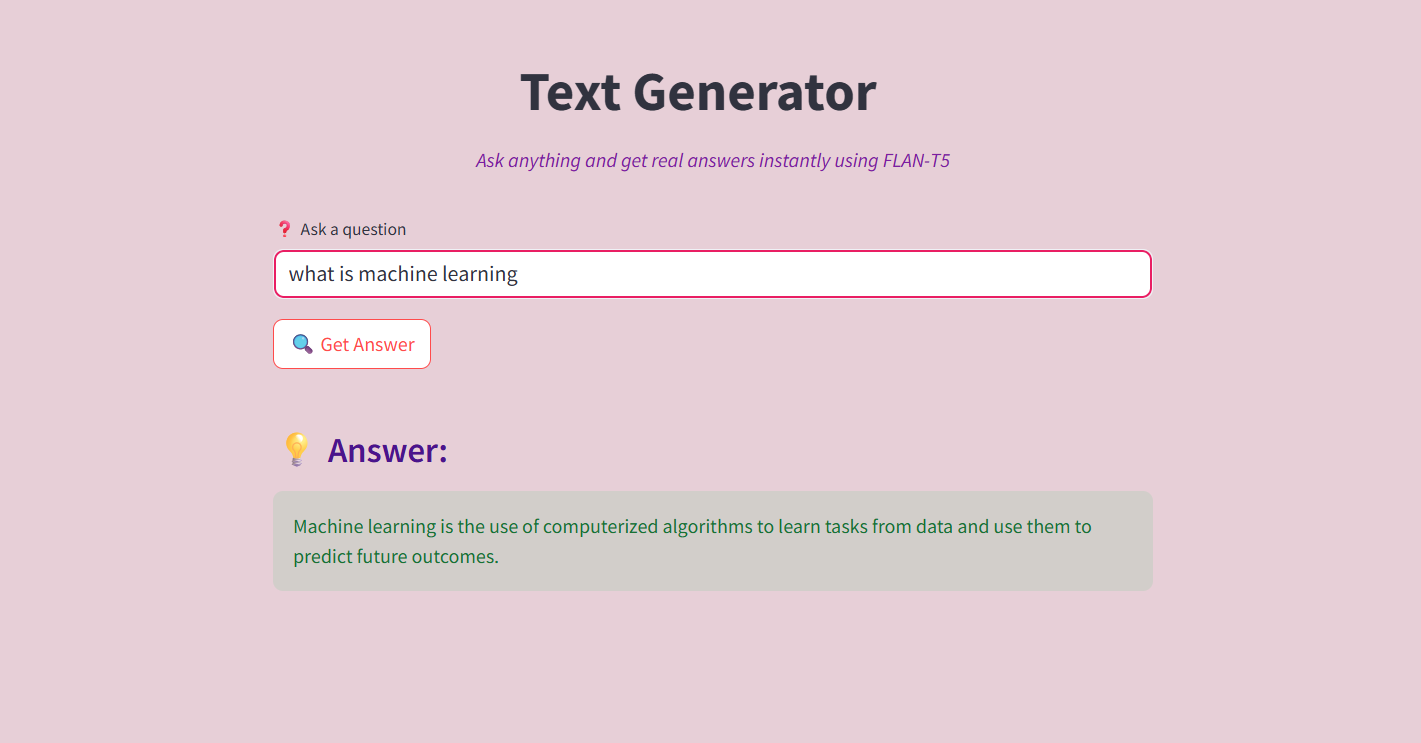 Text Generator
Ask anything and get real answers instantly using FLAN-T5
❓ Ask a question
what is machine learning
🔍 Get Answer
💡 Answer:
Machine learning is the use of computerized algorithms to learn tasks from data and use them to
predict future outcomes.